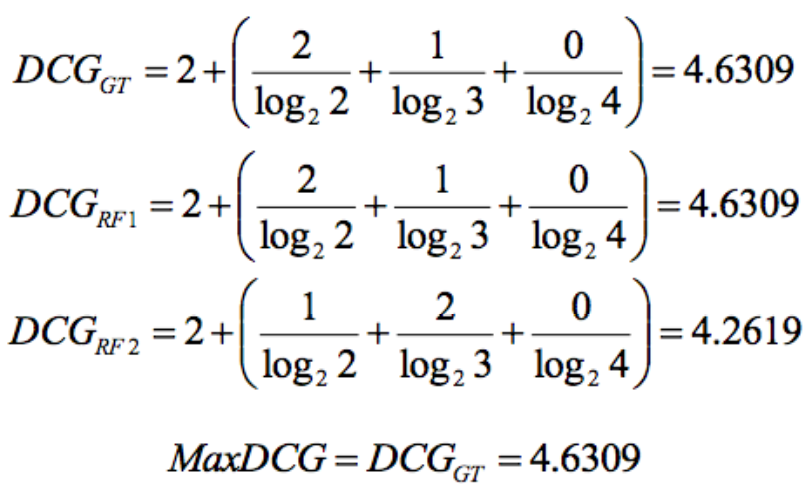 DCG_{GT} = 2 + \left( \frac{2}{\log_2 2} + \frac{1}{\log_2 3} + \frac{0}{\log_2 4} \right) = 4.6309
DCG_{RF1} = 2 + \left( \frac{2}{\log_2 2} + \frac{1}{\log_2 3} + \frac{0}{\log_2 4} \right) = 4.6309
DCG_{RF2} = 2 + \left( \frac{1}{\log_2 2} + \frac{2}{\log_2 3} + \frac{0}{\log_2 4} \right) = 4.2619
MaxDCG = DCG_{GT} = 4.6309